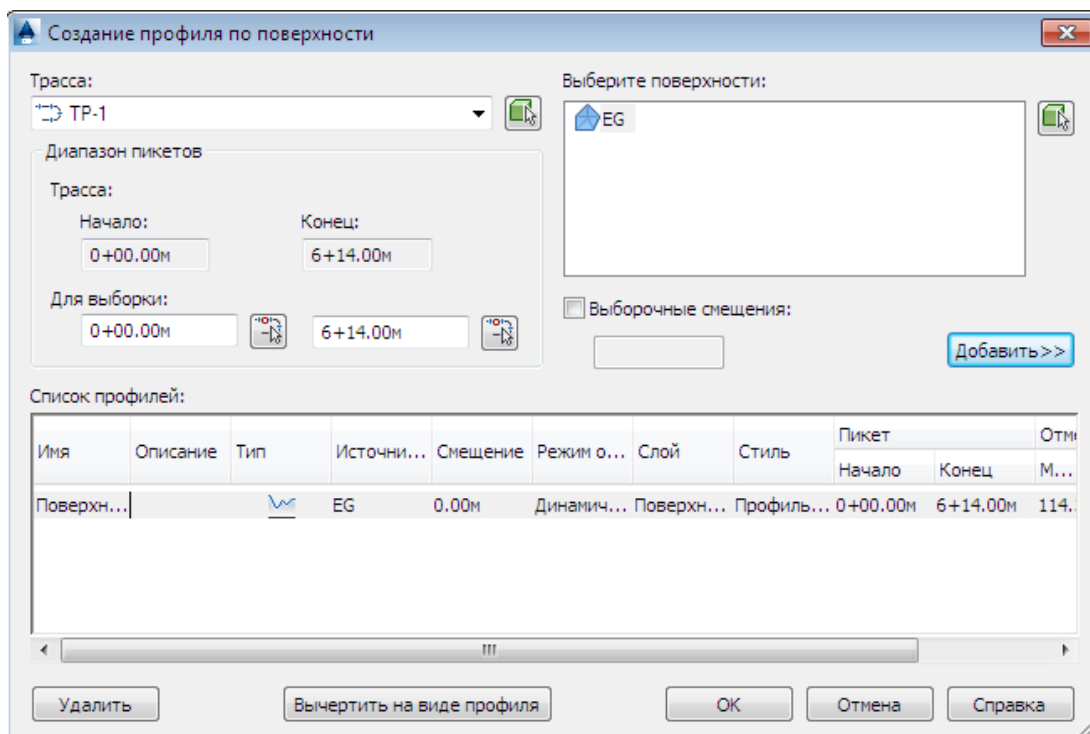 Создание профиля по поверхности
Трасса:
ТР-1
Выберите поверхности:
EG
Диапазон пикетов
Трасса:
Начало: Конец:
0+00.00м 6+14.00м
Для выборки:
0+00.00м 6+14.00м
Выборочные смещения:
Добавить>>
Список профилей:
Имя Описание Тип Источни... Смещение Режим о... Слой Стиль Пикет Отм
Начало Конец М...
Поверхн... EG 0.00м Динамич... Поверхн... Профиль... 0+00.00м 6+14.00м 114.
Удалить Вычертить на виде профиля OK Отмена Справка